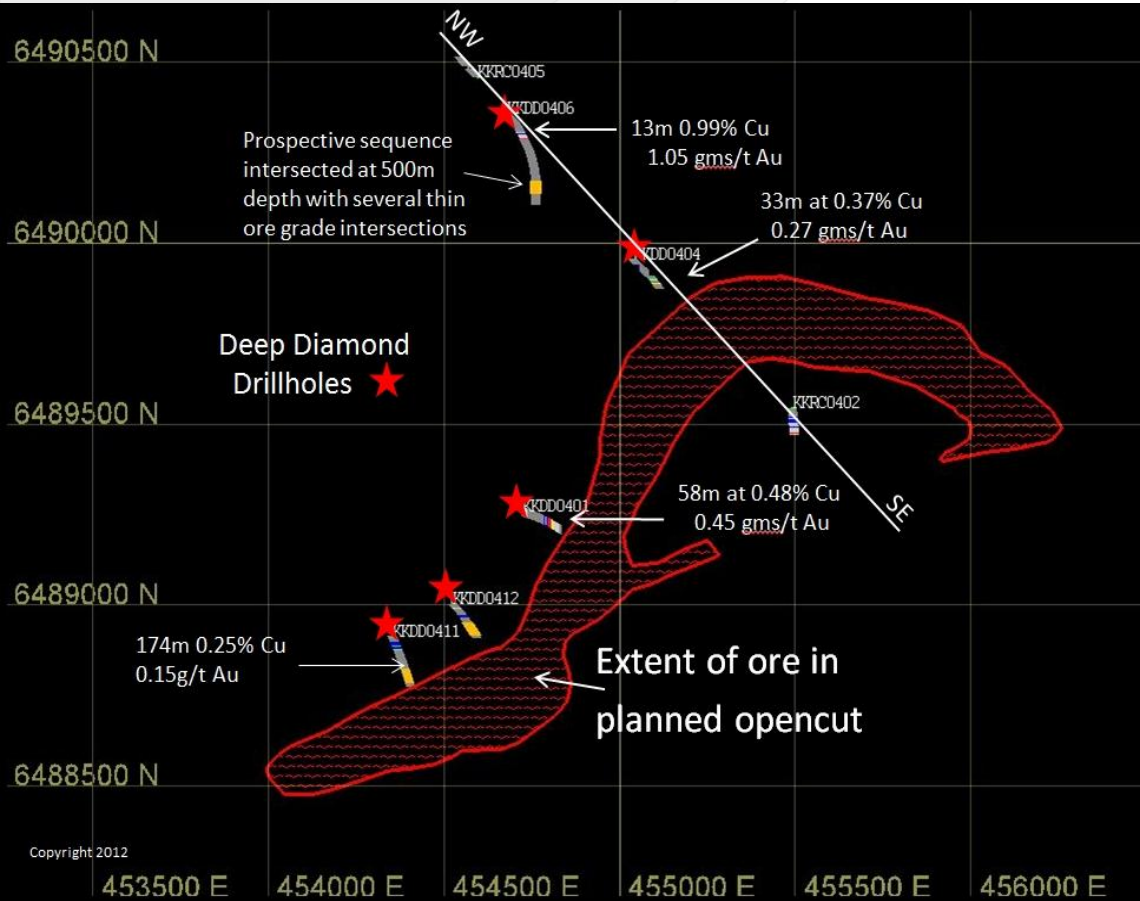 NW
6490500 N
KKRC0405
KKDD0406
13m 0.99% Cu
1.05 gms/t Au
Prospective sequence
intersected at 500m
depth with several thin
ore grade intersections
33m at 0.37% Cu
0.27 gms/t Au
6490000 N
KDD0404
Deep Diamond
Drillholes
6489500 N
KKRC0402
58m at 0.48% Cu
0.45 gms/t Au
SE
KKDD0401
6489000 N
KKDD0412
KKDD0411
174m 0.25% Cu
0.15g/t Au
Extent of ore in
planned opencut
6488500 N
Copyright 2012
453500 E
454000 E
454500 E
455000 E
455500 E
456000 E